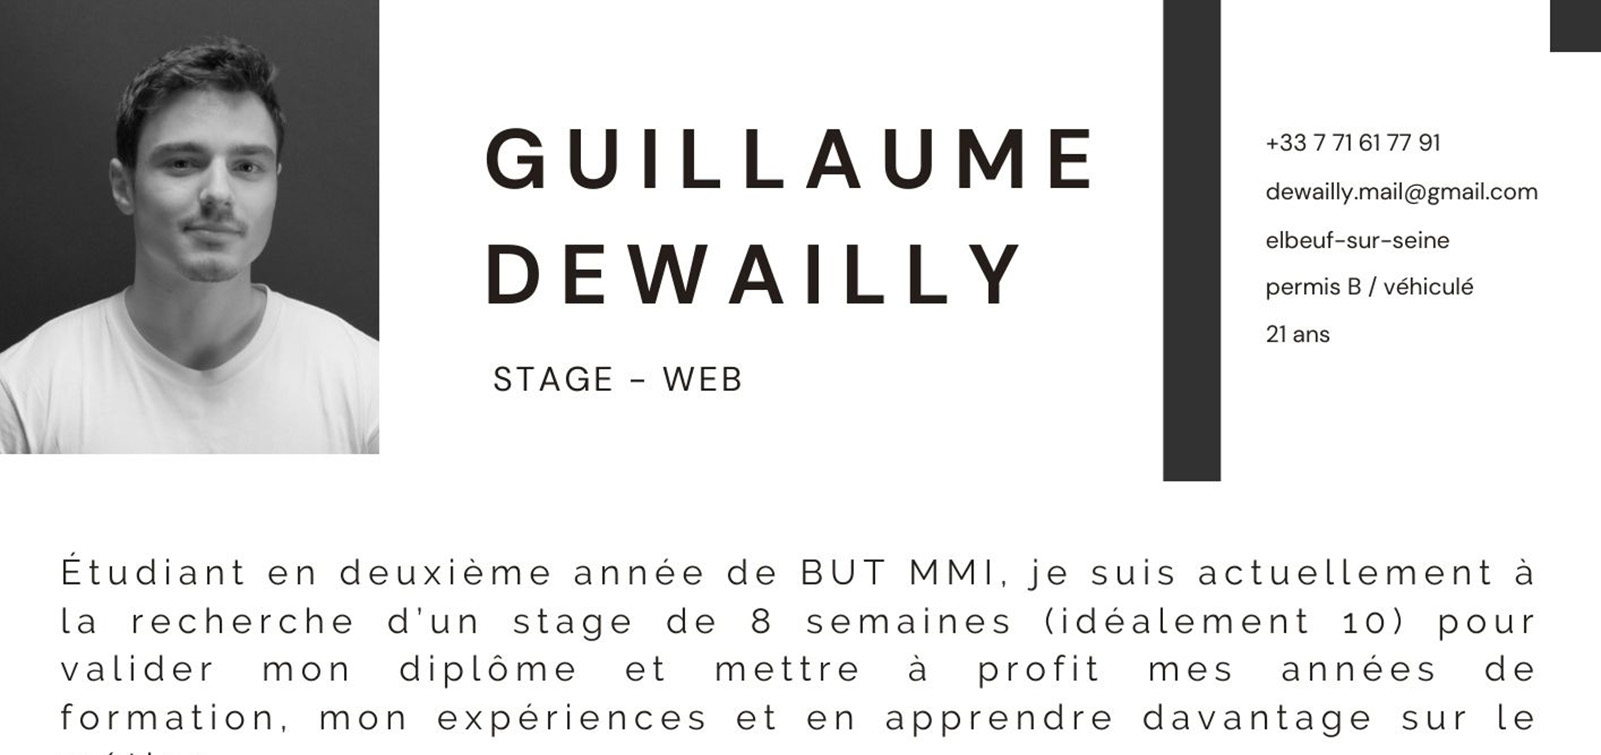 GUILLAUME
DEWAILLY
STAGE - WEB
+33 7 71 61 77 91
dewailly.mail@gmail.com
elbeuf-sur-seine
permis B / véhiculé
21 ans
Étudiant en deuxième année de BUT MMI, je suis actuellement à
la recherche d'un stage de 8 semaines (idéalement 10) pour
valider mon diplôme et mettre à profit mes années de
formation, mon expériences et en apprendre davantage sur le